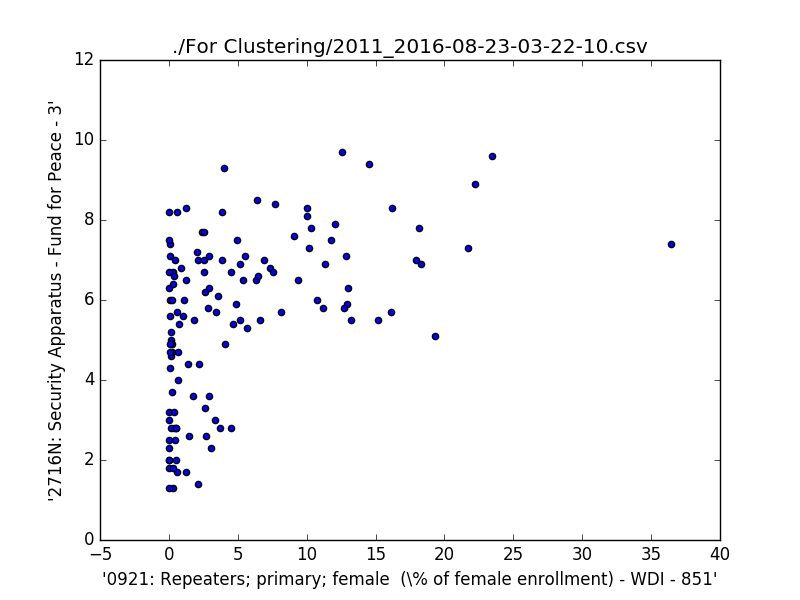 ./For Clustering/2011_2016-08-23-03-22-10.csv
'2716N: Security Apparatus - Fund for Peace - 3'
12
10
8
6
4
2
0
−5 0 5 10 15 20 25 30 35 40
'0921: Repeaters; primary; female (\% of female enrollment) - WDI - 851'